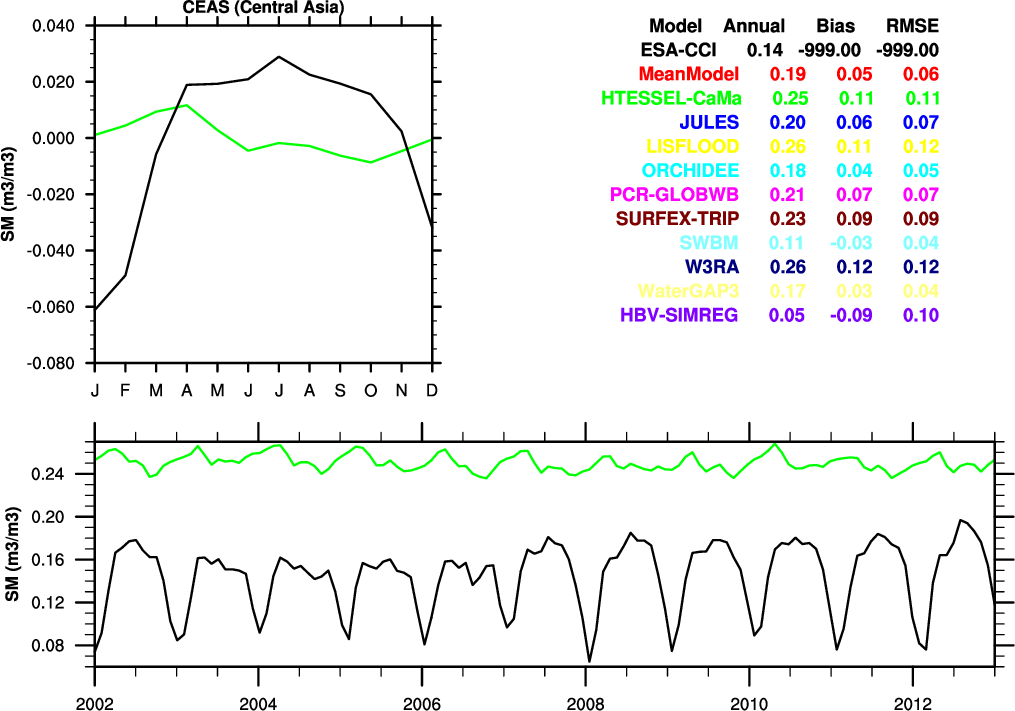 CEAS (Central Asia)
0.040
0.020
0.000
-0.020
-0.040
-0.060
-0.080
SM (m3/m3)
J F M A M J J A S O N D
Model Annual Bias RMSE
ESA-CCI 0.14 -999.00 -999.00
MeanModel 0.19 0.05 0.06
HTESSEL-CaMa 0.25 0.11 0.11
JULES 0.20 0.06 0.07
LISFLOOD 0.26 0.11 0.12
ORCHIDEE 0.18 0.04 0.05
PCR-GLOBWB 0.21 0.07 0.07
SURFEX-TRIP 0.23 0.09 0.09
SWBM 0.11 -0.03 0.04
W3RA 0.26 0.12 0.12
WaterGAP3 0.17 0.03 0.04
HBV-SIMREG 0.05 -0.09 0.10
0.24
0.20
0.16
0.12
0.08
SM (m3/m3)
2002 2004 2006 2008 2010 2012